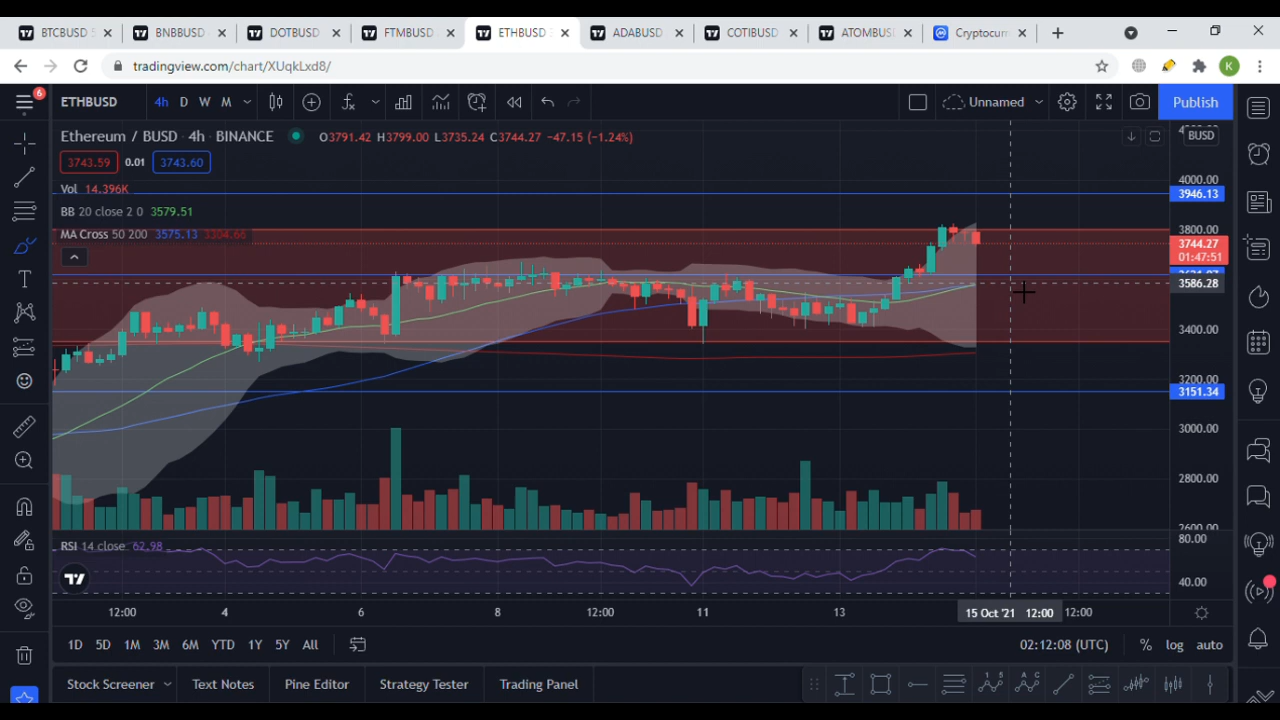 BTCBUSD 5
BNBBUSD
DOTBUSD
FTMBUSD
ETHBUSD 3
ADABUSD
COTIBUSD
ATOMBUS
Cryptocurr
tradingview.com/chart/XUqkLxd8/
K
6
ETHBUSD
4h D W M
Unnamed
Publish
Ethereum / BUSD · 4h · BINANCE
O3791.42 H3799.00 L3735.24 C3744.27 −47.15 (−1.24%)
BUSD
3743.59 0.01 3743.60
Vol 14.396K
BB 20 close 2 0 3579.51
MA Cross 50 200 3575.13 3304.66
4000.00
3946.13
3800.00
3744.27
01:47:51
3586.28
3400.00
3200.00
3151.34
3000.00
2800.00
2600.00
RSI 14 close 62.98
80.00
40.00
12:00 4 6 8 12:00 11 13 15 Oct '21 12:00 12:00
1D 5D 1M 3M 6M YTD 1Y 5Y All
02:12:08 (UTC) % log auto
Stock Screener Text Notes Pine Editor Strategy Tester Trading Panel